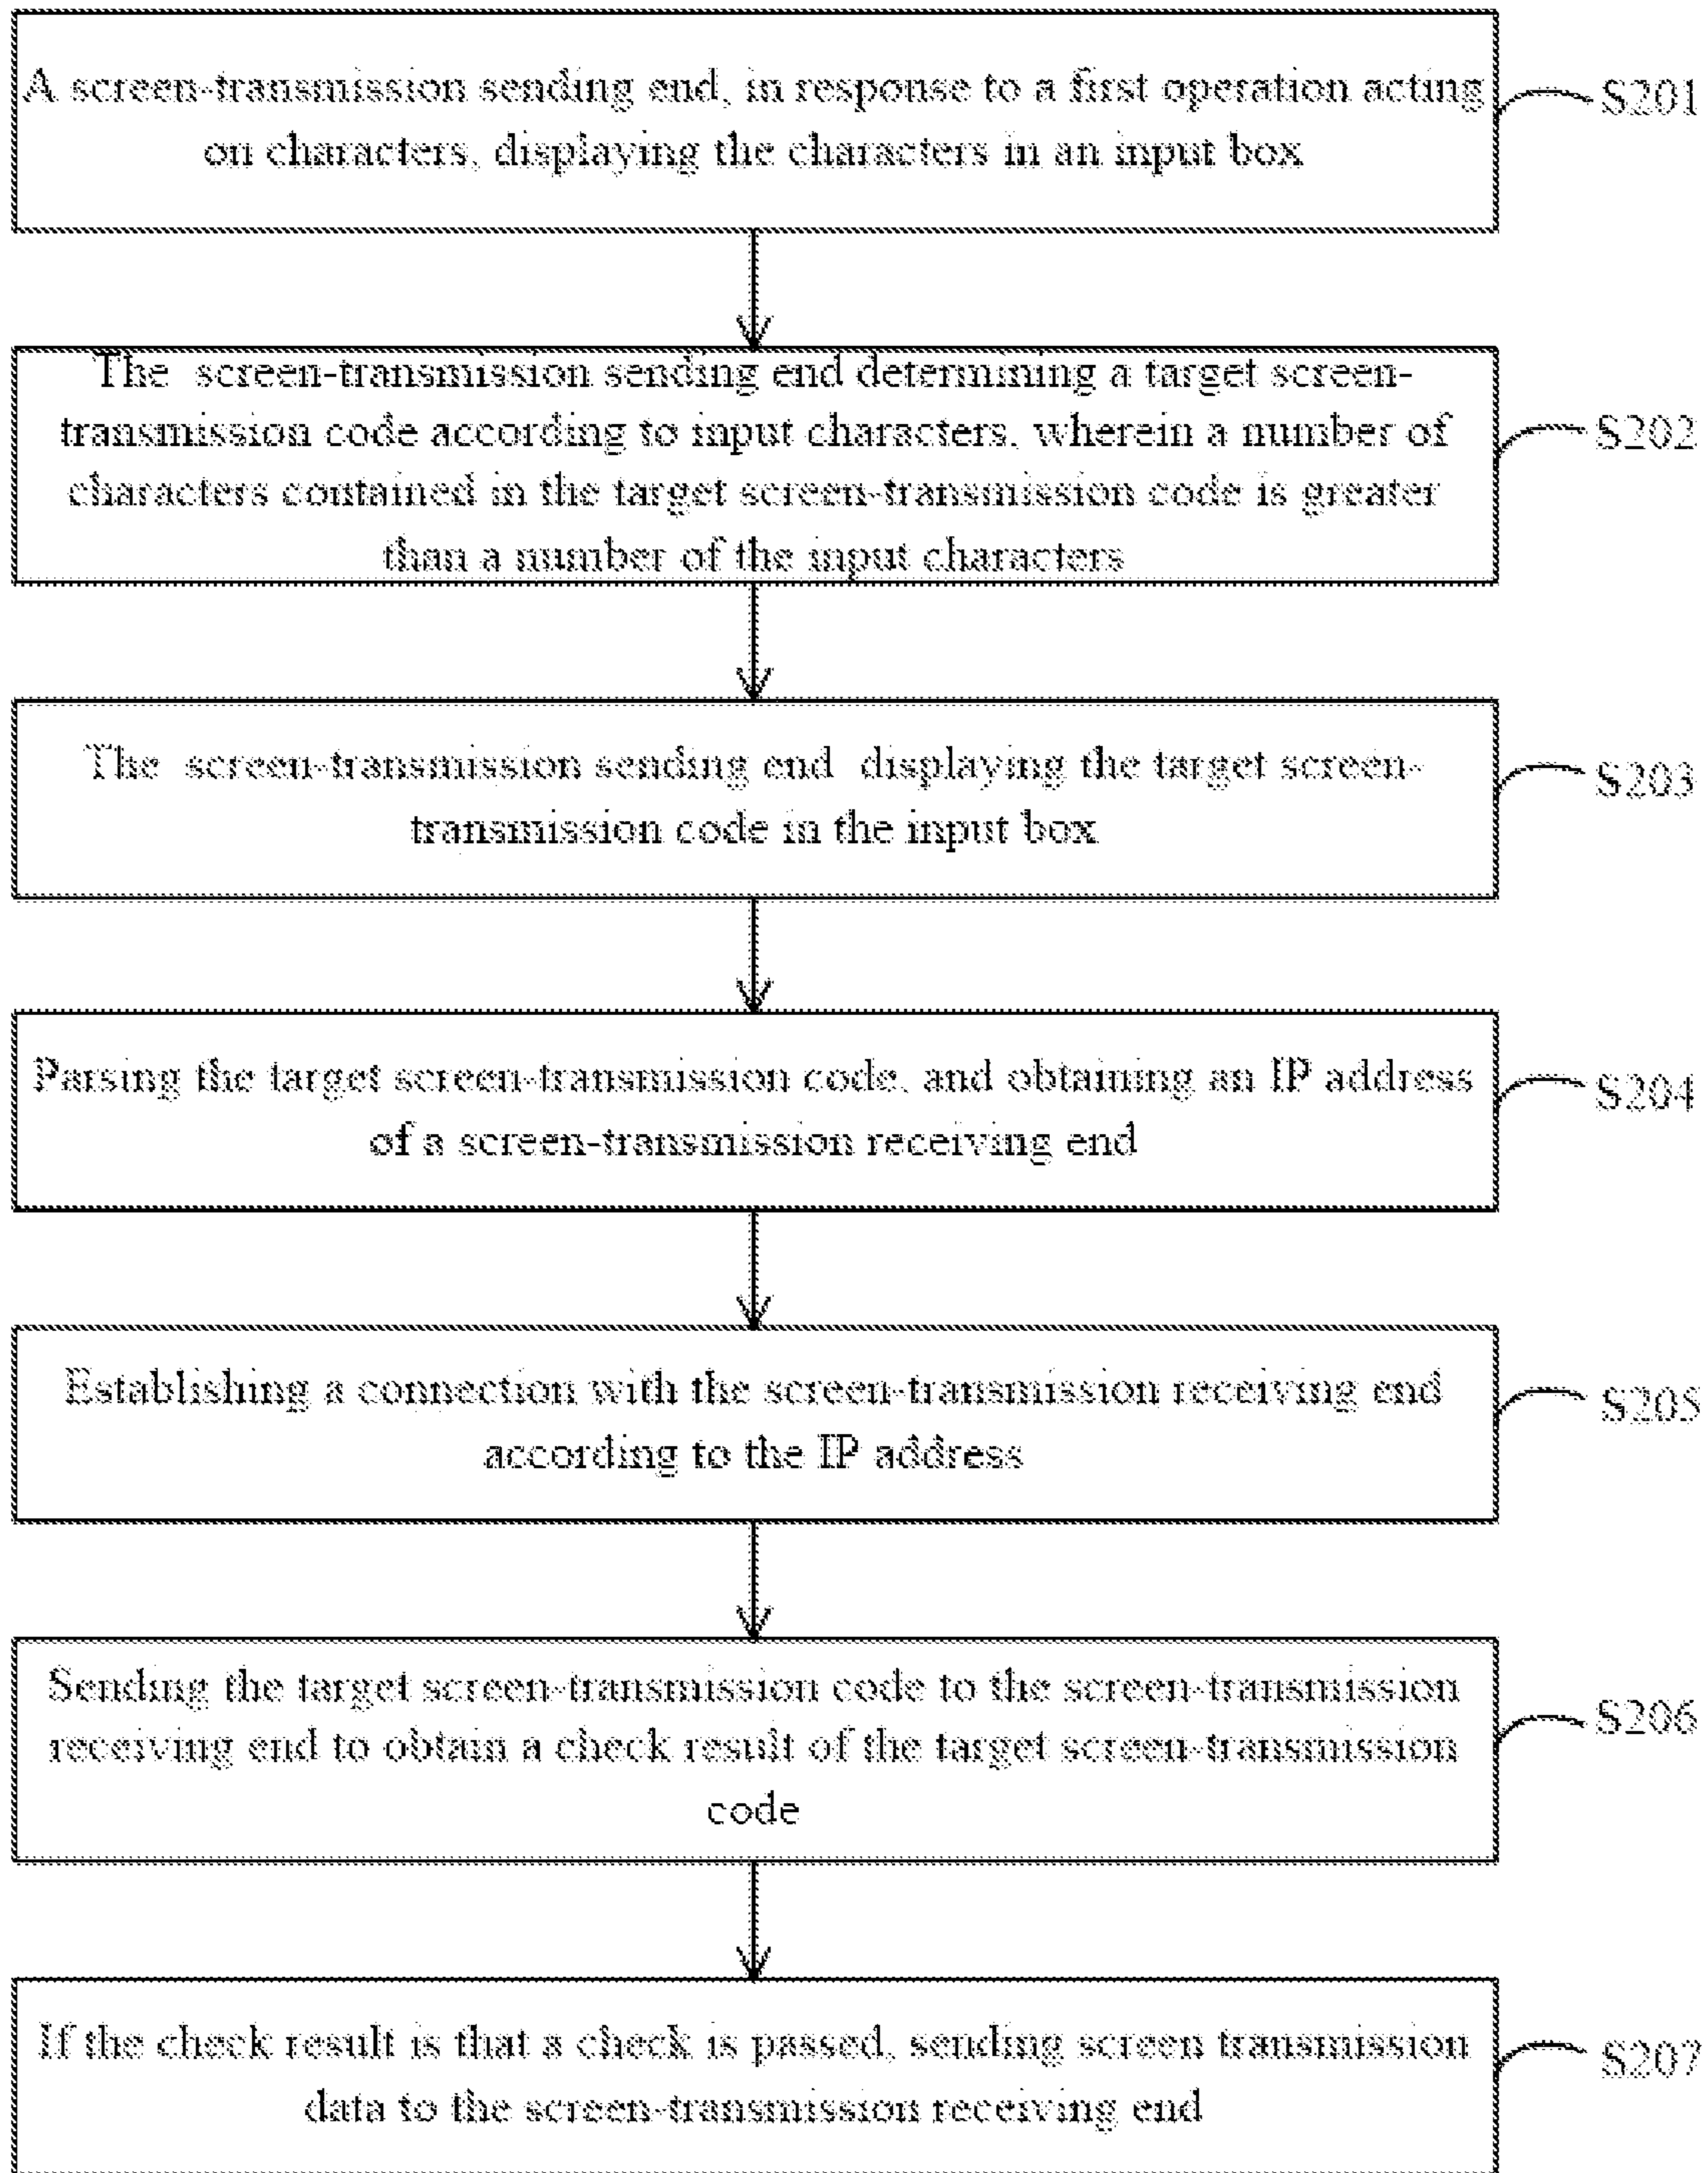 A screen-transmission sending end, in response to a first operation acting
on characters, displaying the characters in an input box
S201
The screen-transmission sending end determining a target screen-
transmission code according to input characters, wherein a number of
characters contained in the target screen-transmission code is greater
than a number of the input characters
S202
The screen-transmission sending end displaying the target screen-
transmission code in the input box
S203
Parsing the target screen-transmission code, and obtaining an IP address
of a screen-transmission receiving end
S204
Establishing a connection with the screen-transmission receiving end
according to the IP address
S205
Sending the target screen-transmission code to the screen-transmission
receiving end to obtain a check result of the target screen-transmission
code
S206
If the check result is that a check is passed, sending screen transmission
data to the screen-transmission receiving end
S207